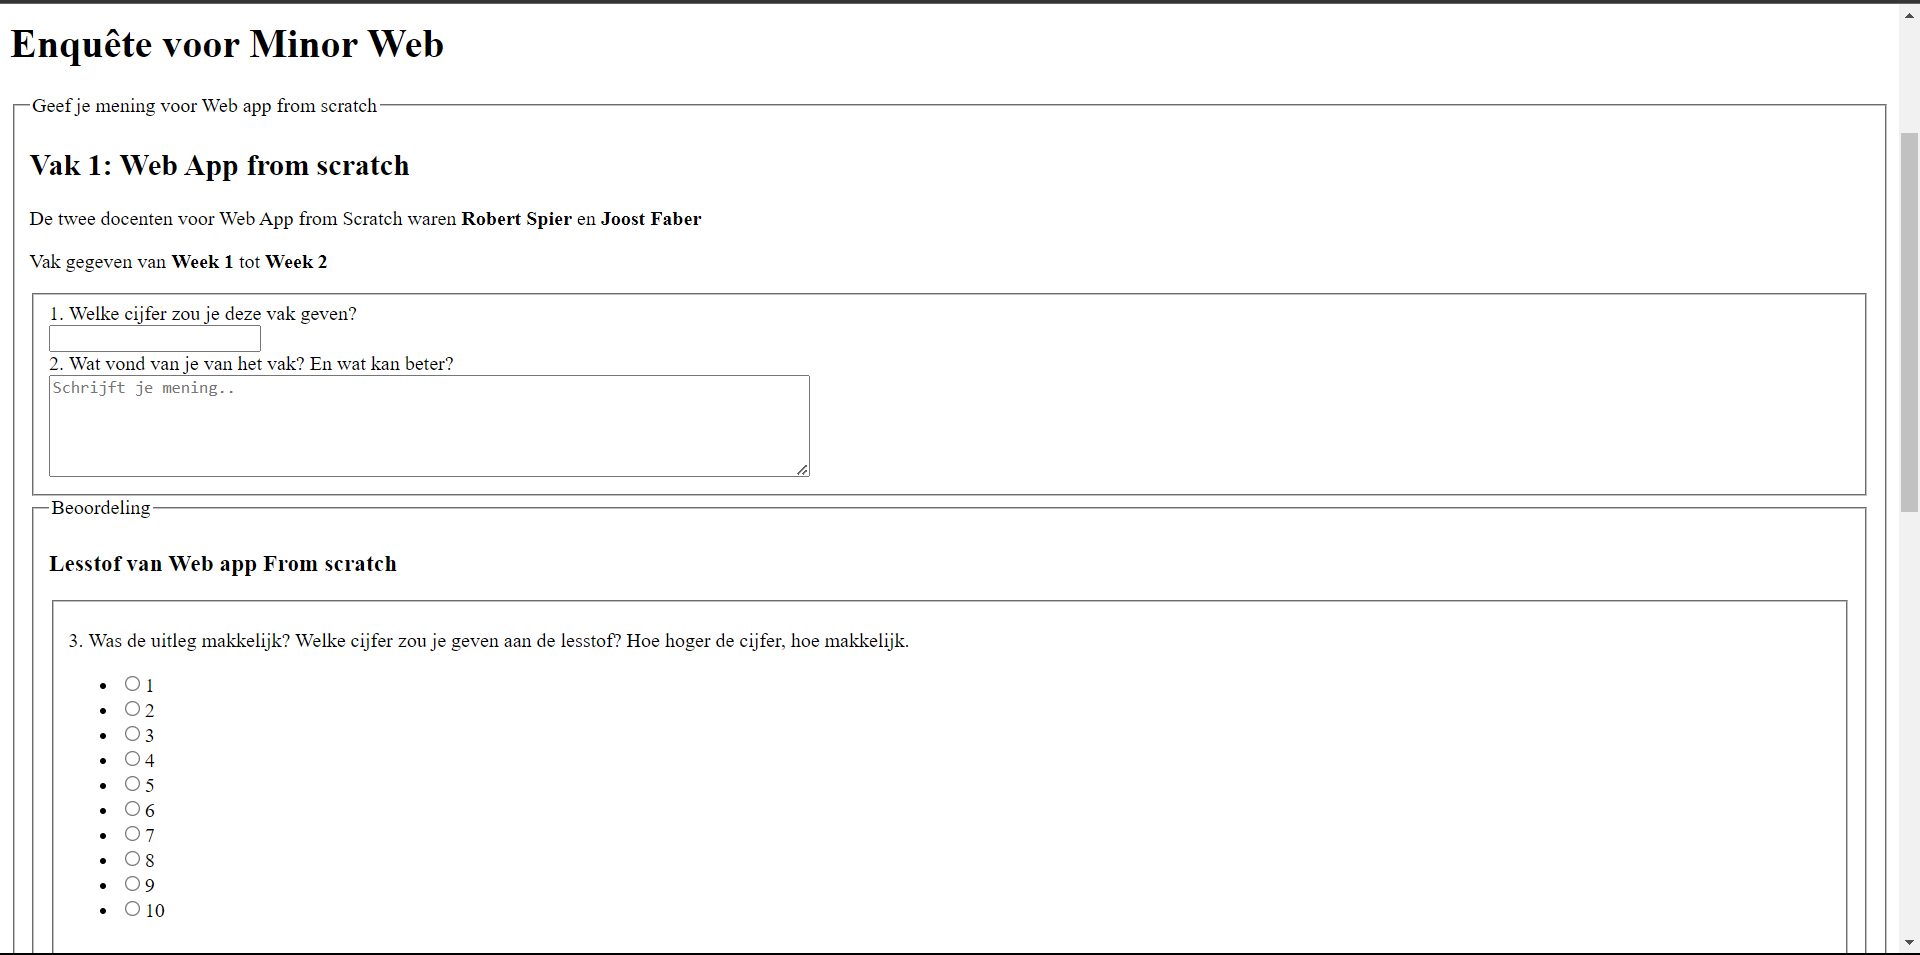 Enquête voor Minor Web
Geef je mening voor Web app from scratch
Vak 1: Web App from scratch
De twee docenten voor Web App from Scratch waren Robert Spier en Joost Faber
Vak gegeven van Week 1 tot Week 2
1. Welke cijfer zou je deze vak geven?
2. Wat vond van je van het vak? En wat kan beter?
Schrijft je mening..
Beoordeling
Lesstof van Web app From scratch
3. Was de uitleg makkelijk? Welke cijfer zou je geven aan de lesstof? Hoe hoger de cijfer, hoe makkelijk.
1
2
3
4
5
6
7
8
9
10